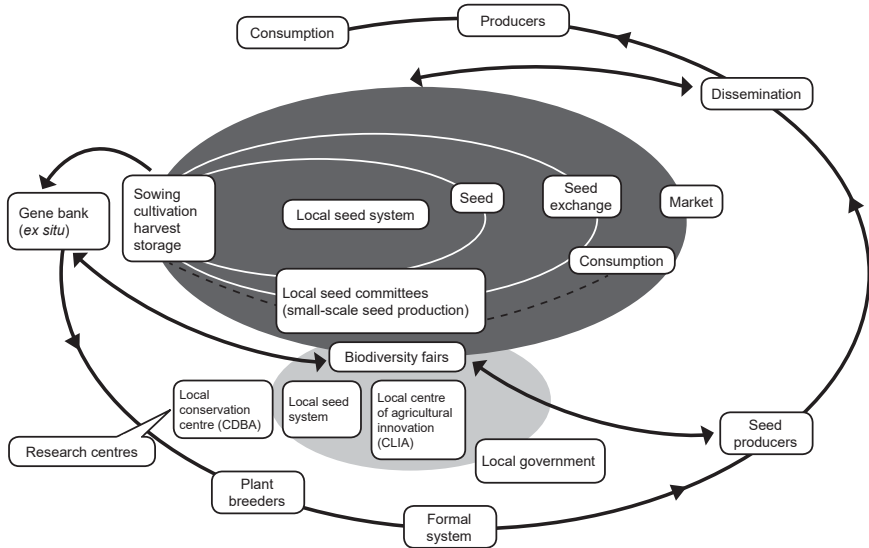 Consumption
Producers
Dissemination
Gene bank
(ex situ)
Sowing
cultivation
harvest
storage
Local seed system
Seed
Seed
exchange
Market
Consumption
Local seed committees
(small-scale seed production)
Biodiversity fairs
Local
conservation
centre (CDBA)
Local seed
system
Local centre
of agricultural
innovation
(CLIA)
Research centres
Local government
Seed
producers
Plant
breeders
Formal
system